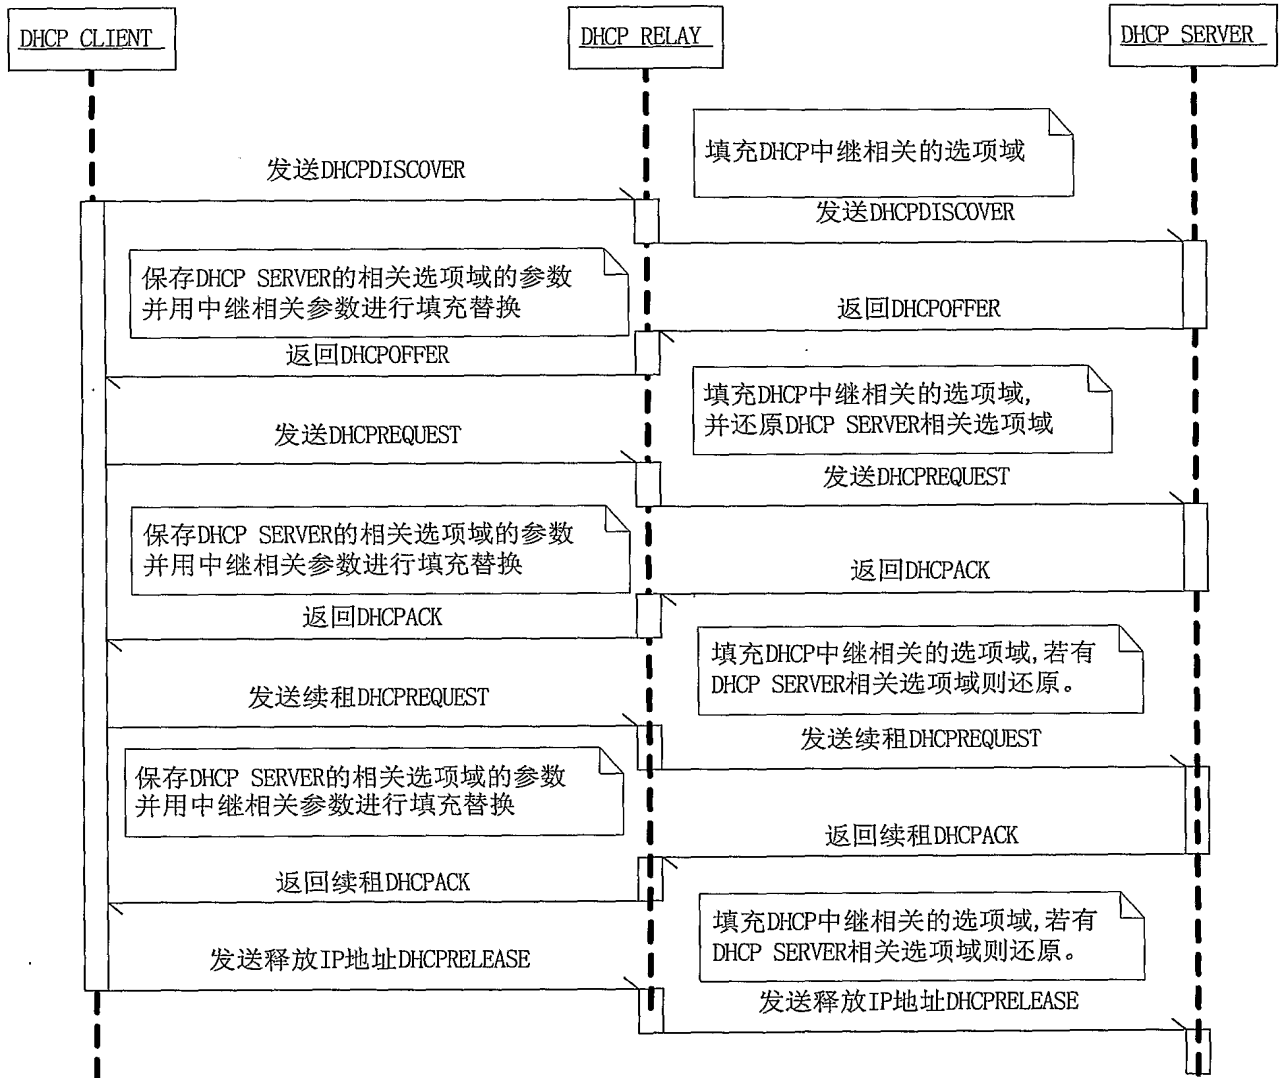 DHCP CLIENT
DHCP RELAY
DHCP SERVER
填充DHCP中继相关的选项域
发送DHCPDISCOVER
发送DHCPDISCOVER
保存DHCP SERVER的相关选项域的参数
并用中继相关参数进行填充替换
返回DHCPOFFER
返回DHCPOFFER
填充DHCP中继相关的选项域,
并还原DHCP SERVER相关选项域
发送DHCPREQUEST
发送DHCPREQUEST
保存DHCP SERVER的相关选项域的参数
并用中继相关参数进行填充替换
返回DHCPACK
返回DHCPACK
填充DHCP中继相关的选项域,若有
DHCP SERVER相关选项域则还原。
发送续租DHCPREQUEST
发送续租DHCPREQUEST
保存DHCP SERVER的相关选项域的参数
并用中继相关参数进行填充替换
返回续租DHCPACK
返回续租DHCPACK
填充DHCP中继相关的选项域,若有
DHCP SERVER相关选项域则还原。
发送释放IP地址DHCPRELEASE
发送释放IP地址DHCPRELEASE